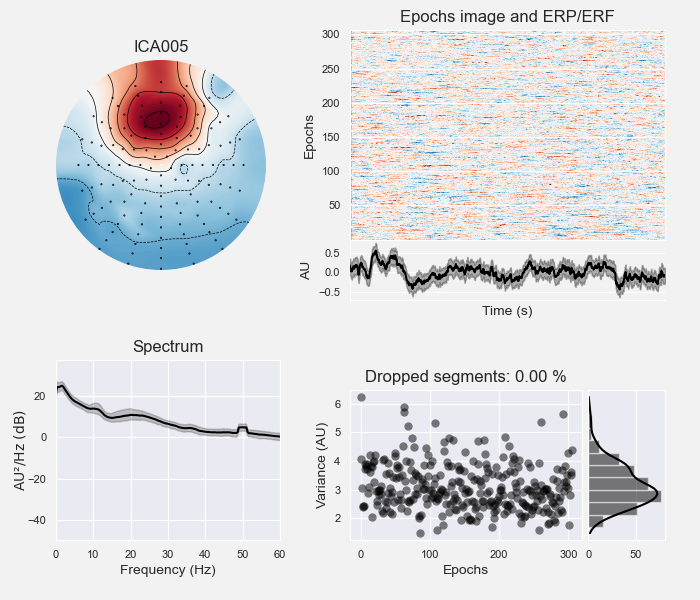 ICA005
Epochs image and ERP/ERF
Epochs
300
250
200
150
100
50
AU
0.5
0.0
−0.5
Time (s)
Spectrum
AU²/Hz (dB)
20
0
−20
−40
0 10 20 30 40 50 60
Frequency (Hz)
Dropped segments: 0.00 %
Variance (AU)
6
5
4
3
2
0 100 200 300
Epochs
0 50